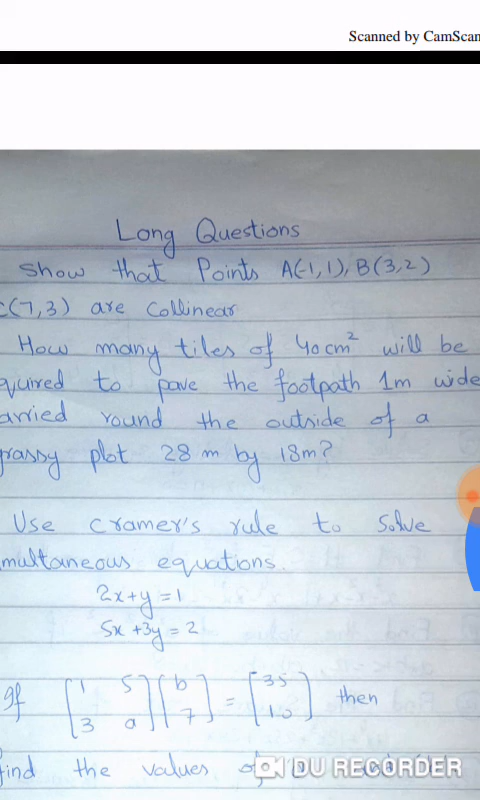 Scanned by CamScan
Long Questions
Show that Points A(-1,1), B(3,2)
C(7,3) are Collinear
How many tiles of 40cm² will be
quired to pave the footpath 1m wide
arried round the outside of a
grassy plot 28 m by 18m?
Use cramer's rule to solve
multaneous equations.
2x+y=1
5x+3y=2
If [1 5
3 a] [b
7] = [35
10] then
find the values of
DU RECORDER